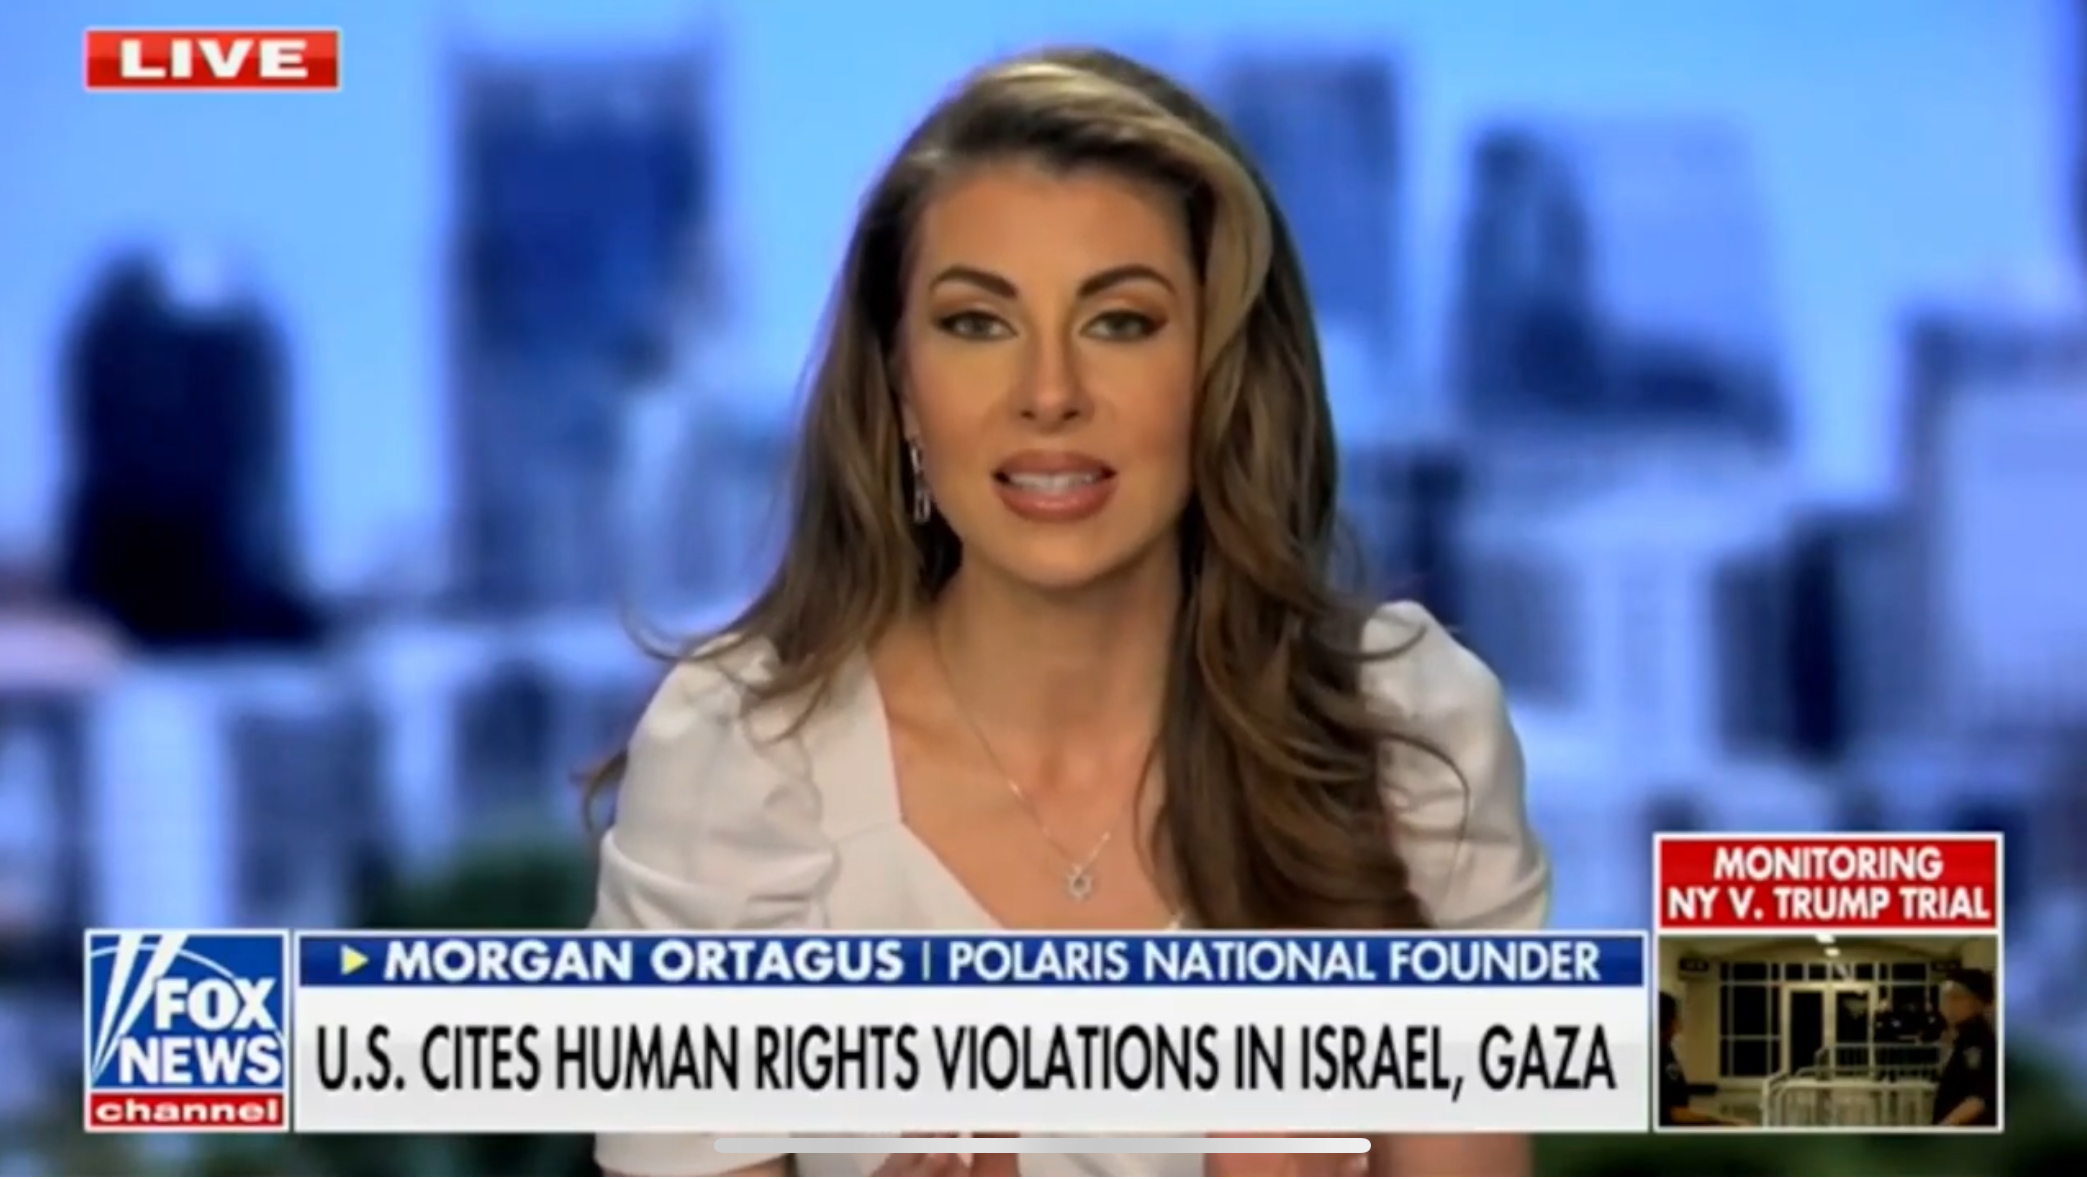 LIVE
MONITORING
NY V. TRUMP TRIAL
MORGAN ORTAGUS | POLARIS NATIONAL FOUNDER
U.S. CITES HUMAN RIGHTS VIOLATIONS IN ISRAEL, GAZA
FOX
NEWS
channel